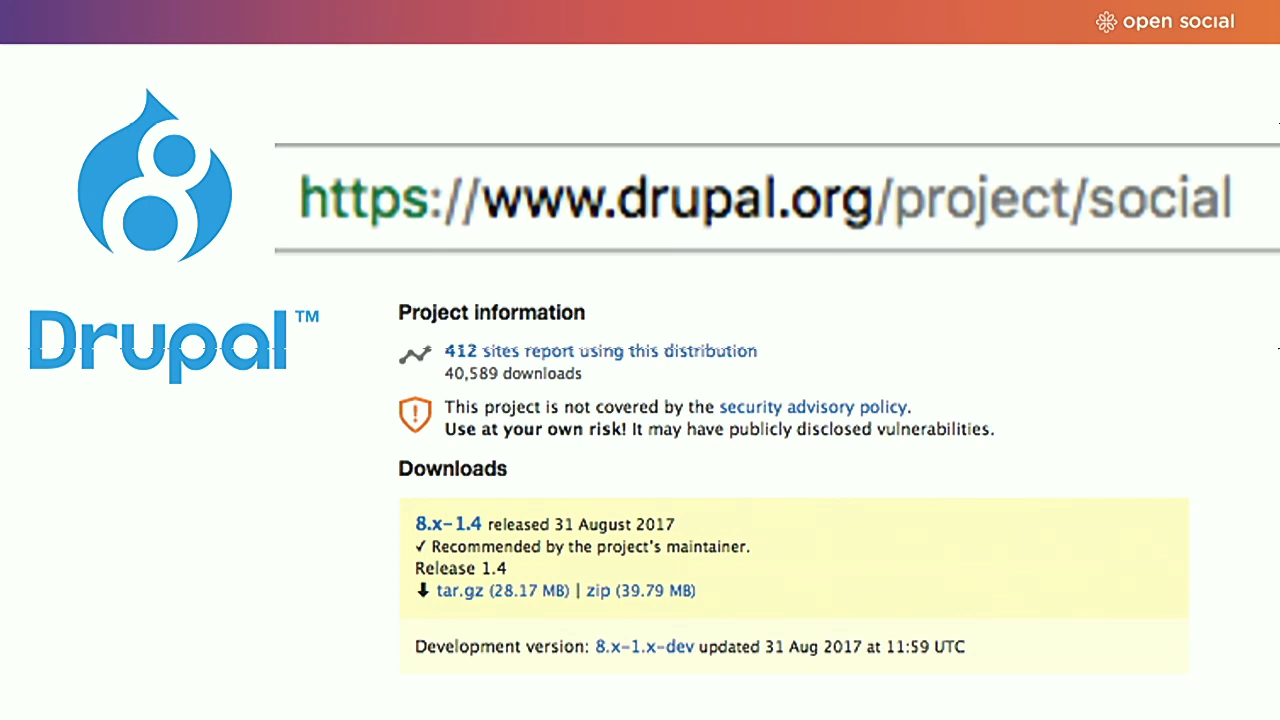 open social
https://www.drupal.org/project/social
Drupal™
Project information
412 sites report using this distribution
40,589 downloads
This project is not covered by the security advisory policy.
Use at your own risk! It may have publicly disclosed vulnerabilities.
Downloads
8.x-1.4 released 31 August 2017
✓ Recommended by the project's maintainer.
Release 1.4
tar.gz (28.17 MB) | zip (39.79 MB)
Development version: 8.x-1.x-dev updated 31 Aug 2017 at 11:59 UTC